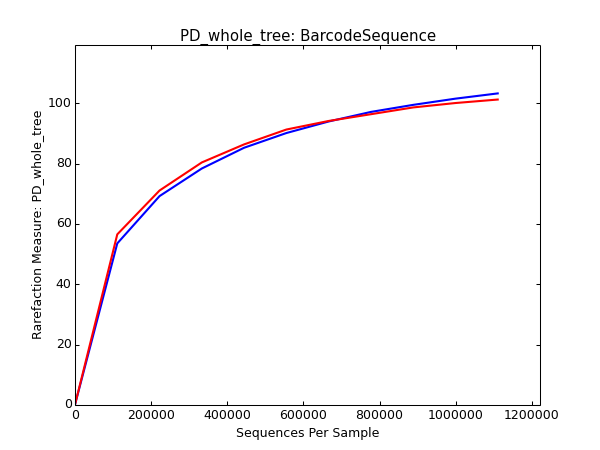 PD_whole_tree: BarcodeSequence
Rarefaction Measure: PD_whole_tree
100
80
60
40
20
0
0 200000 400000 600000 800000 1000000 1200000
Sequences Per Sample